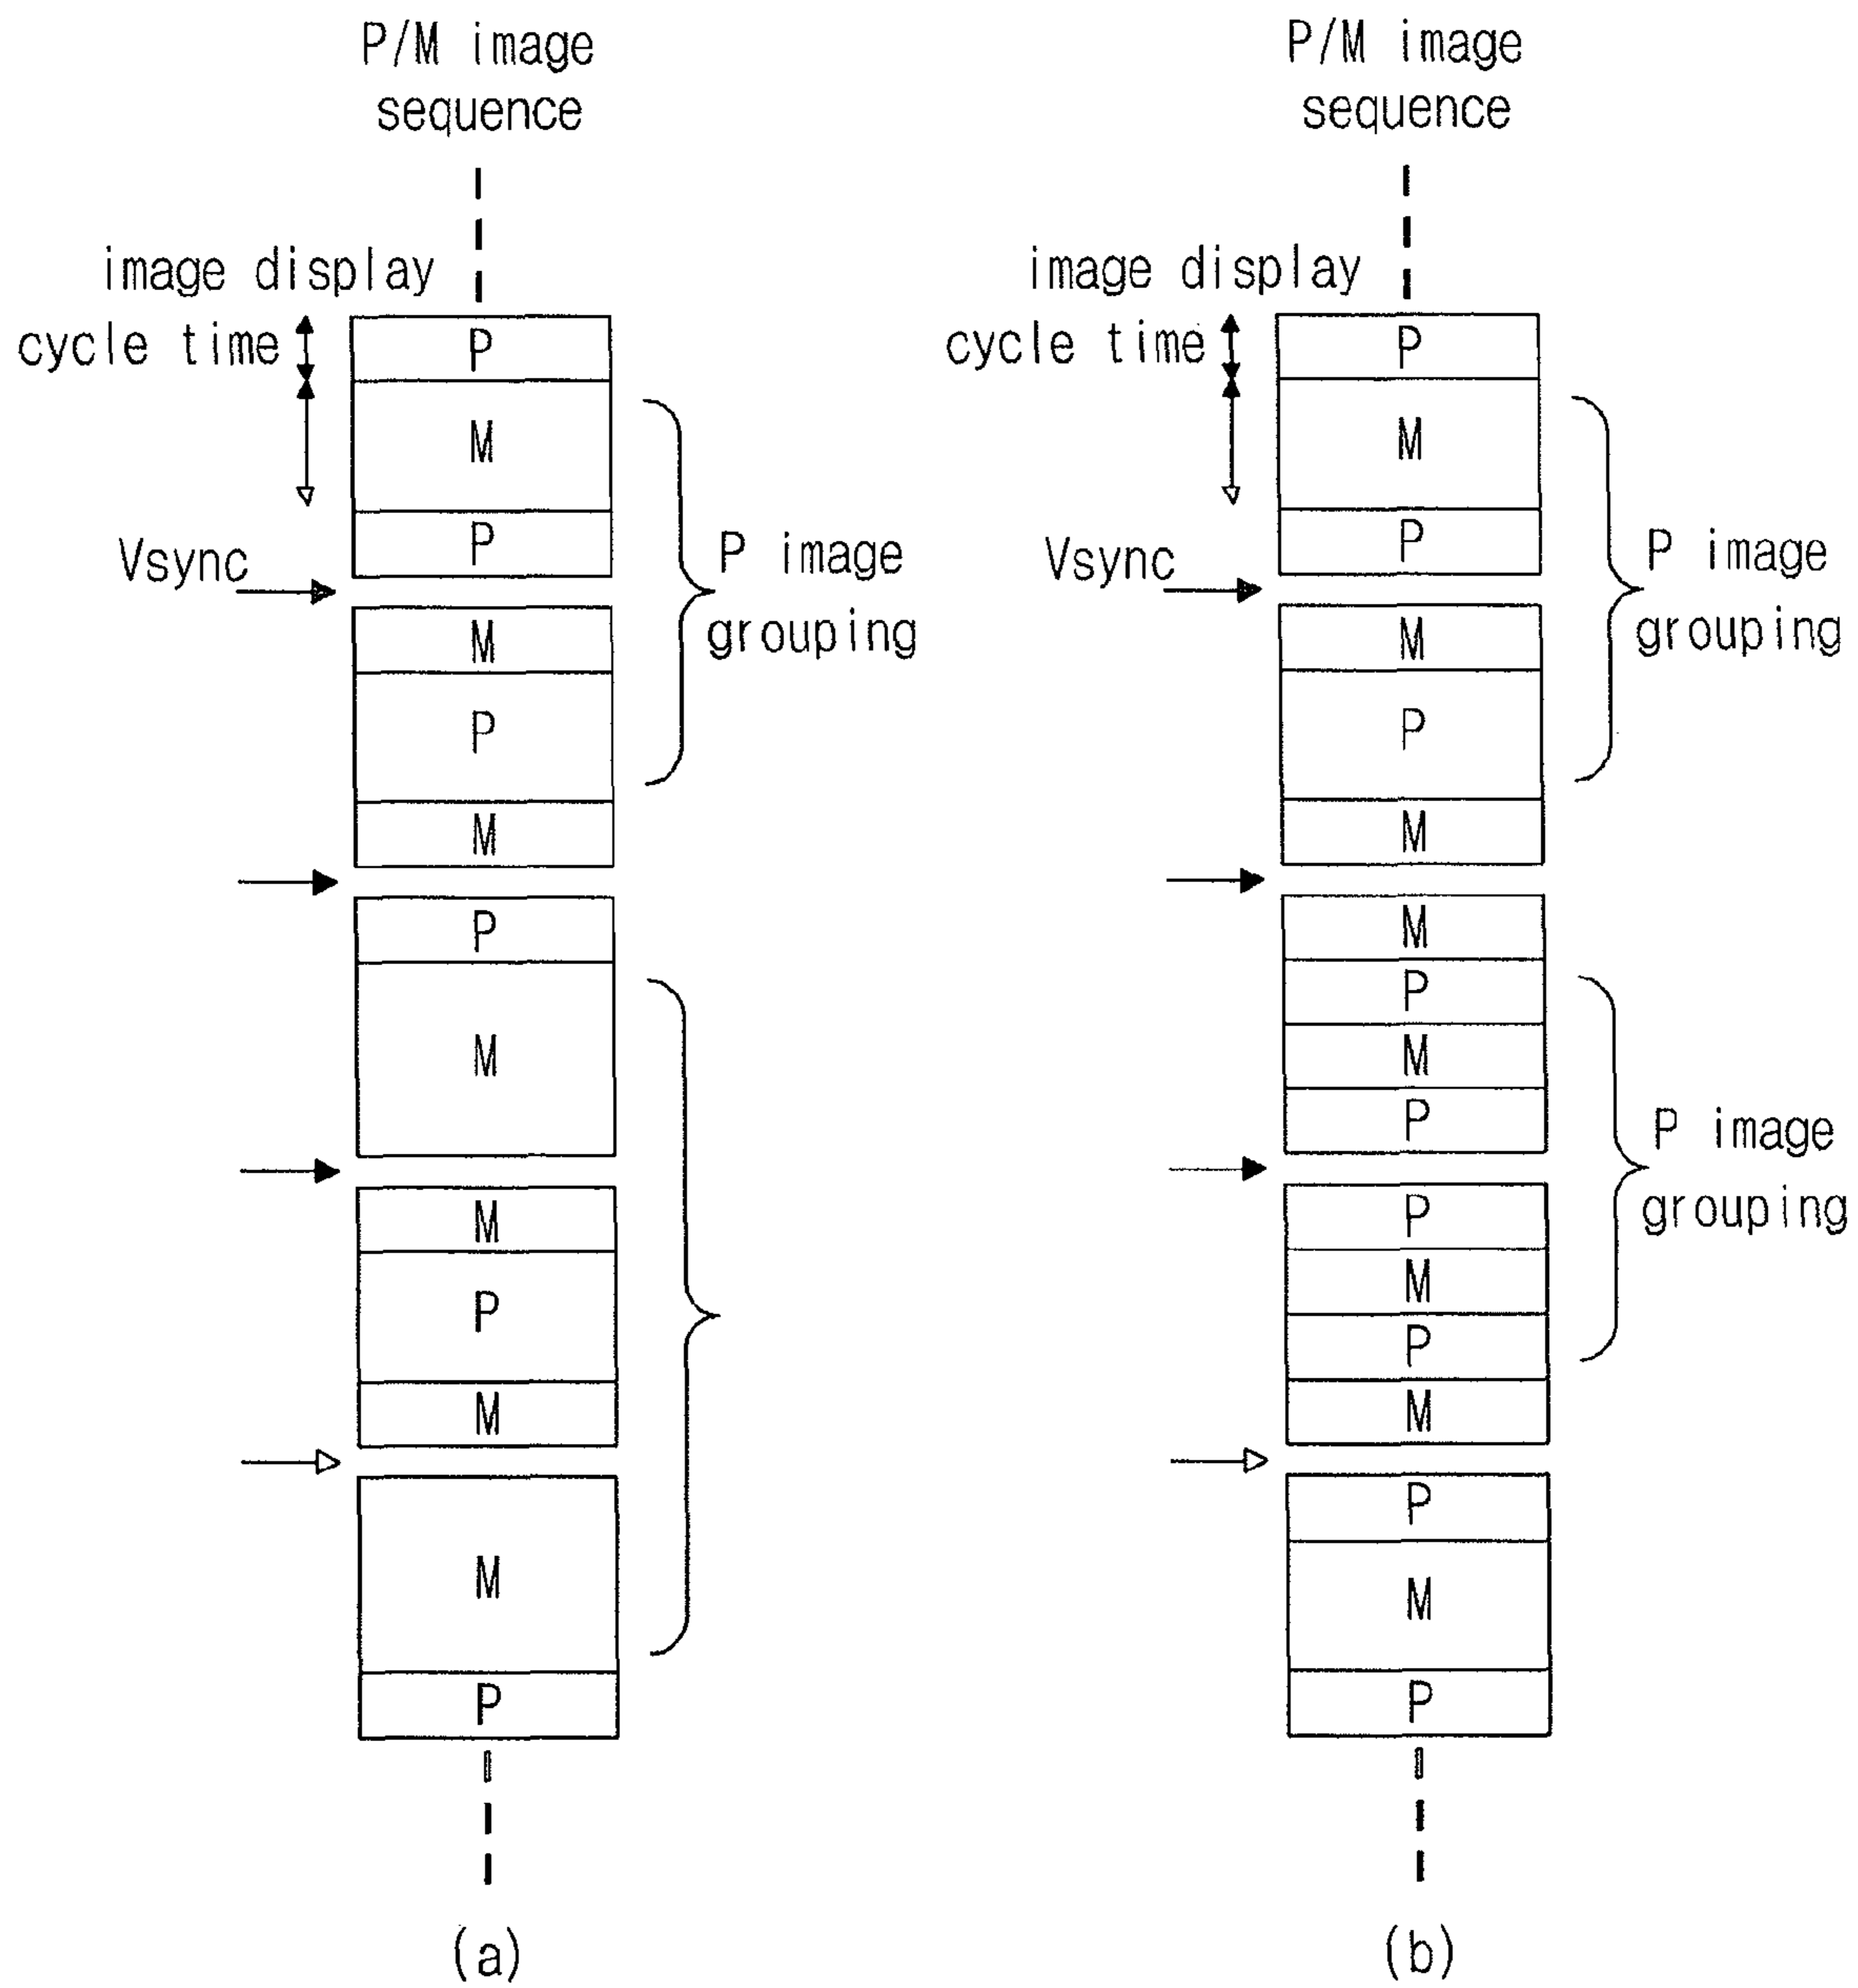 P/M image
sequence
image display
cycle time
P
M
P
Vsync
M
P
M
P image
grouping
P
M
M
P
M
M
P
(a)
P/M image
sequence
image display
cycle time
P
M
P
Vsync
M
P
M
P image
grouping
M
P
M
P
P
M
P
M
P image
grouping
P
M
P
(b)